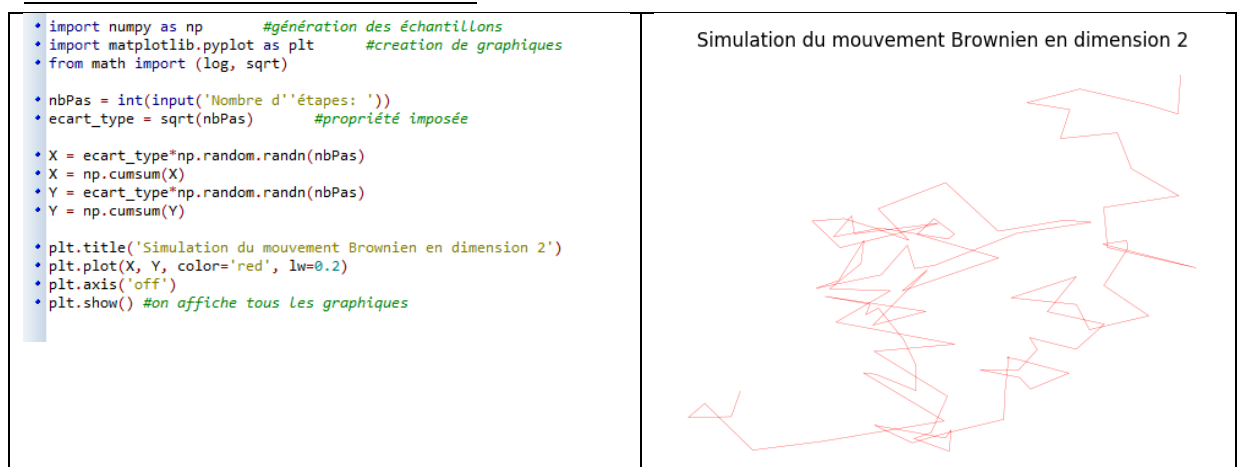 import numpy as np #génération des échantillons
import matplotlib.pyplot as plt #creation de graphiques
from math import (log, sqrt)
nbPas = int(input('Nombre d''étapes: '))
ecart_type = sqrt(nbPas) #propriété imposée
X = ecart_type*np.random.randn(nbPas)
X = np.cumsum(X)
Y = ecart_type*np.random.randn(nbPas)
Y = np.cumsum(Y)
plt.title('Simulation du mouvement Brownien en dimension 2')
plt.plot(X, Y, color='red', lw=0.2)
plt.axis('off')
plt.show() #on affiche tous les graphiques
Simulation du mouvement Brownien en dimension 2